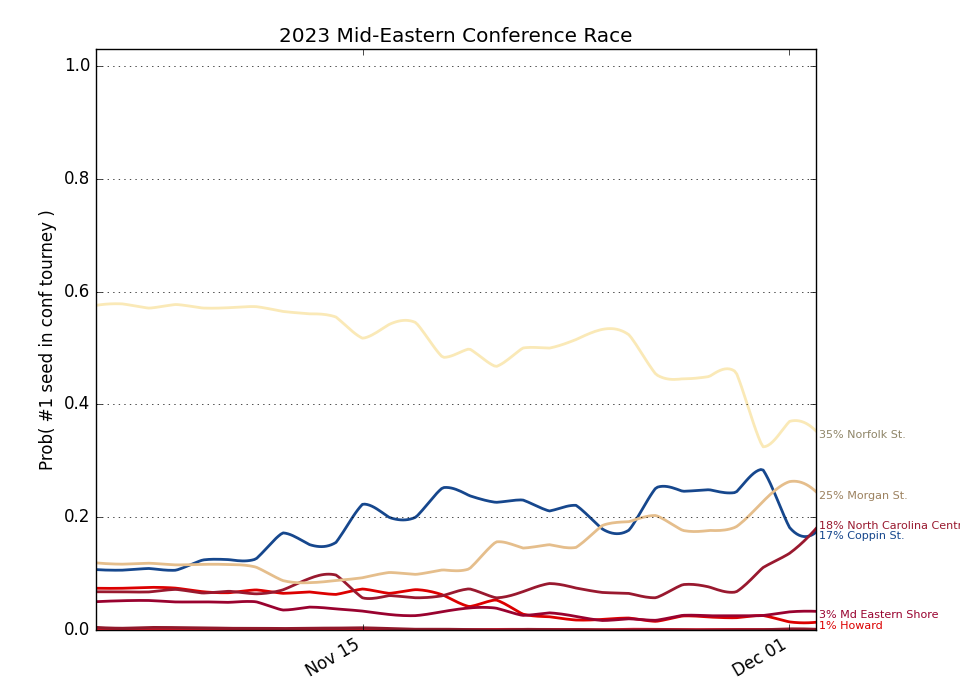 2023 Mid-Eastern Conference Race
1.0
0.8
0.6
0.4
0.2
0.0
Prob( #1 seed in conf tourney )
Nov 15
Dec 01
35% Norfolk St.
25% Morgan St.
18% North Carolina Centr
17% Coppin St.
3% Md Eastern Shore
1% Howard